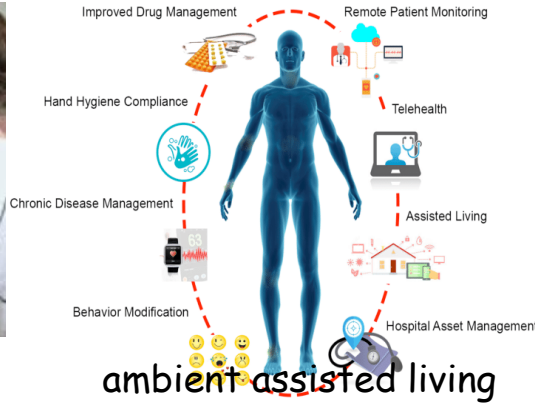 Improved Drug Management
Remote Patient Monitoring
Hand Hygiene Compliance
Telehealth
Chronic Disease Management
Assisted Living
63
Behavior Modification
Hospital Asset Management
ambient assisted living